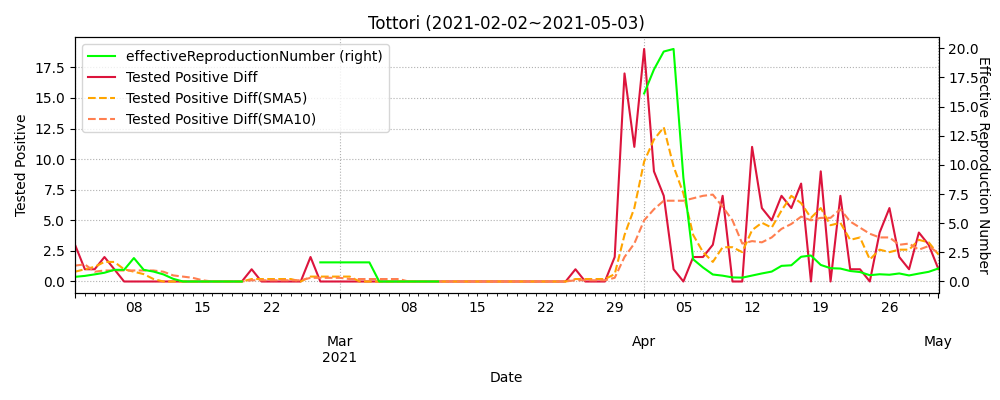 Tottori (2021-02-02~2021-05-03)
effectiveReproductionNumber (right)
Tested Positive Diff
Tested Positive Diff(SMA5)
Tested Positive Diff(SMA10)
Tested Positive
17.5
15.0
12.5
10.0
7.5
5.0
2.5
0.0
20.0
17.5
15.0
12.5
10.0
7.5
5.0
2.5
0.0
Effective Reproduction Number
08 15 22 08 15 22 29 05 12 19 26
Mar Apr May
2021
Date